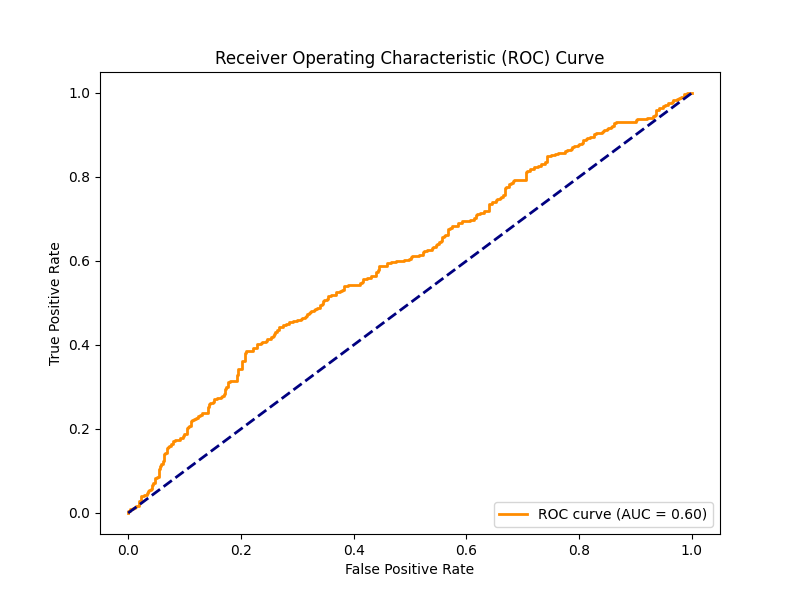 Receiver Operating Characteristic (ROC) Curve
1.0
0.8
0.6
0.4
0.2
0.0
True Positive Rate
ROC curve (AUC = 0.60)
0.0 0.2 0.4 0.6 0.8 1.0
False Positive Rate